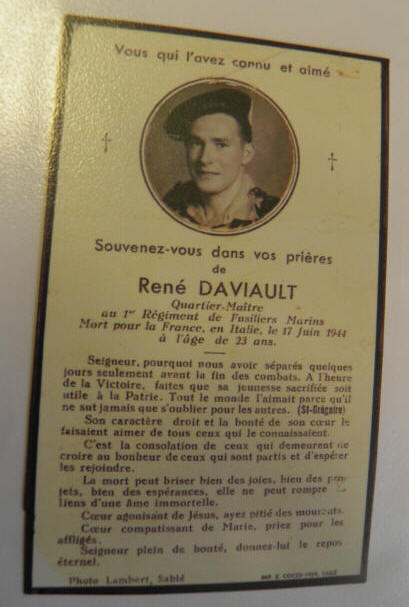 Vous qui l'avez connu et aimé
Souvenez-vous dans vos prières
de
René DAVIAULT
Quartier-Maître
au 1er Régiment de Fusiliers Marins
Mort pour la France, en Italie, le 17 Juin 1944
à l'âge de 23 ans.
Seigneur, pourquoi nous avoir séparés quelques
jours seulement avant la fin des combats. A l'heure
de la Victoire, faites que sa jeunesse sacrifiée soit
utile à la Patrie. Tout le monde l'aimait parce qu'il
ne sut jamais que s'oublier pour les autres. (St-Grégoire)
Son caractère droit et la bonté de son cœur le
faisaient aimer de tous ceux qui le connaissaient.
C'est la consolation de ceux qui demeurent de
croire au bonheur de ceux qui sont partis et d'espérer
les rejoindre.
La mort peut briser bien des joies, bien des pro-
jets, bien des espérances, elle ne peut rompre
liens d'une âme immortelle.
Cœur agonisant de Jésus, ayez pitié des mourants.
Cœur compatissant de Marie, priez pour les
affligés.
Seigneur plein de bonté, donnez-lui le repos
éternel.
Photo Lambert, Sablé